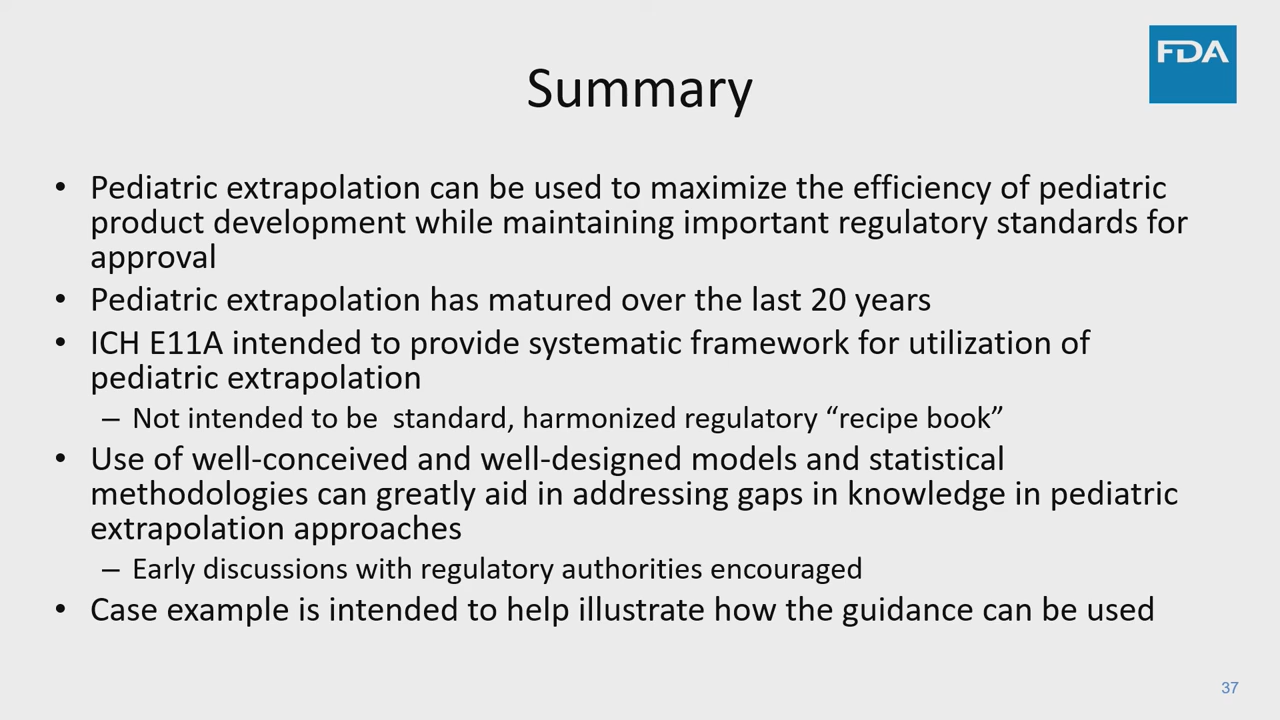 FDA
Summary
• Pediatric extrapolation can be used to maximize the efficiency of pediatric
product development while maintaining important regulatory standards for
approval
• Pediatric extrapolation has matured over the last 20 years
• ICH E11A intended to provide systematic framework for utilization of
pediatric extrapolation
– Not intended to be  standard, harmonized regulatory “recipe book”
• Use of well-conceived and well-designed models and statistical
methodologies can greatly aid in addressing gaps in knowledge in pediatric
extrapolation approaches
– Early discussions with regulatory authorities encouraged
• Case example is intended to help illustrate how the guidance can be used
37